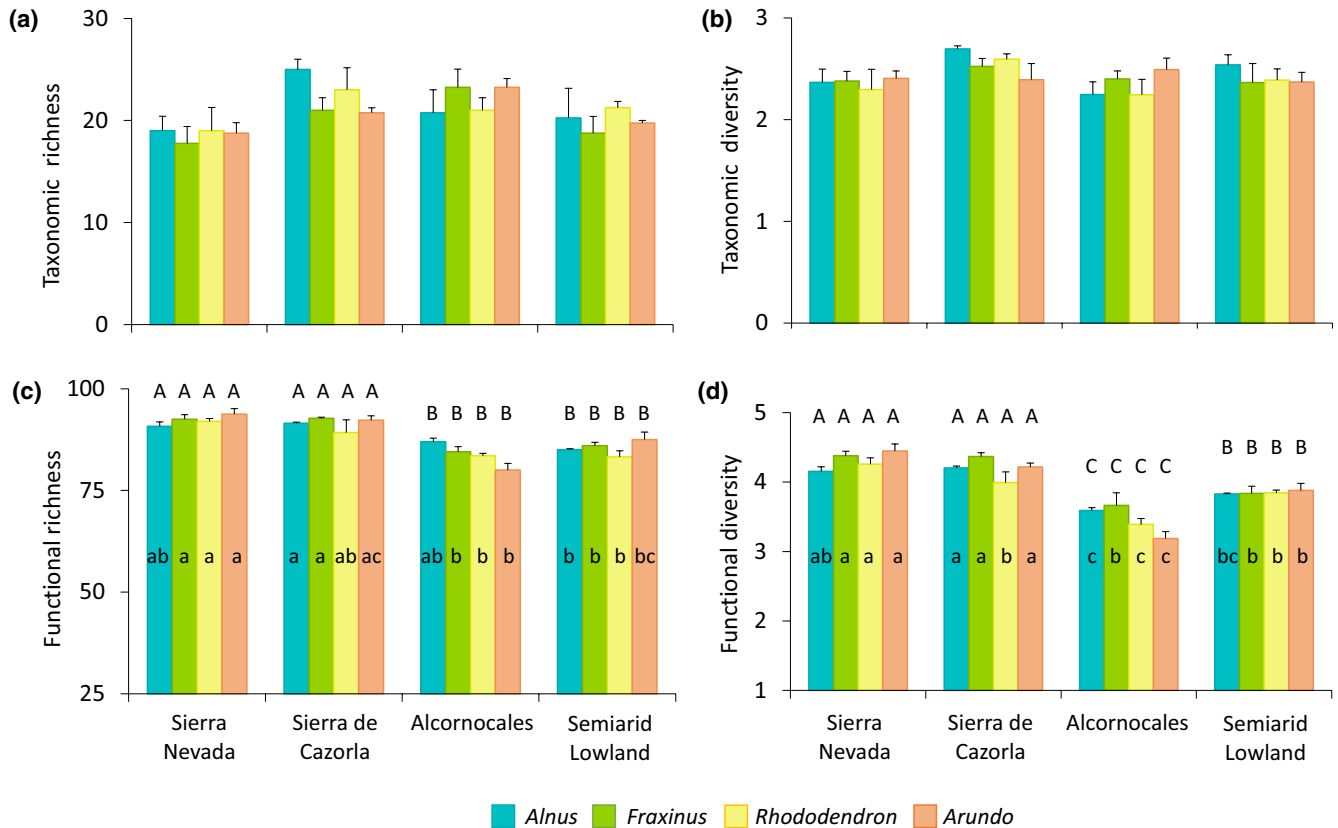 (a)
Taxonomic richness
30
20
10
0
(b)
Taxonomic diversity
3
2
1
0
(c)
Functional richness
100
75
50
25
A A A A
A A A A
B B B B
B B B B
ab a a a
a a ab ac
ab b b b
b b b bc
Sierra
Nevada
Sierra de
Cazorla
Alcornocales
Semiarid
Lowland
(d)
Functional diversity
5
4
3
2
1
A A A A
A A A A
C C C C
B B B B
ab a a a
a a b a
c b c c
bc b b b
Sierra
Nevada
Sierra de
Cazorla
Alcornocales
Semiarid
Lowland
Alnus Fraxinus Rhododendron Arundo